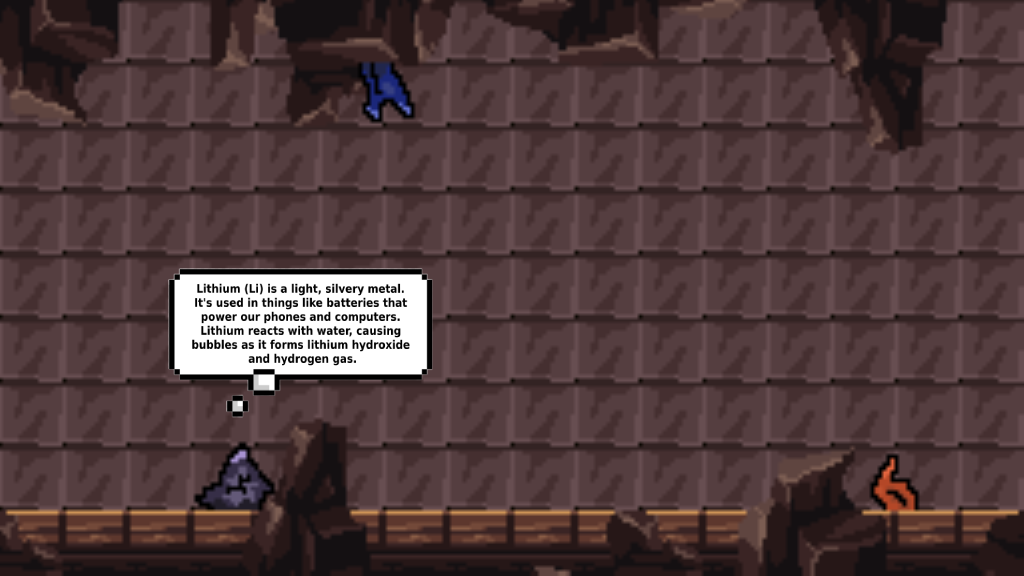 Lithium (Li) is a light, silvery metal.
It's used in things like batteries that
power our phones and computers.
Lithium reacts with water, causing
bubbles as it forms lithium hydroxide
and hydrogen gas.